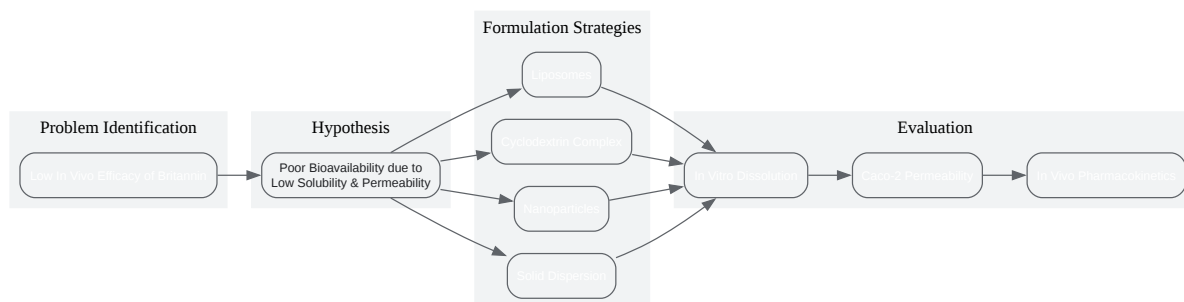 Formulation Strategies
Liposomes
Problem Identification
Hypothesis
Evaluation
Cyclodextrin Complex
Low In Vivo Efficacy of Britannin
Poor Bioavailability due to
Low Solubility & Permeability
In Vitro Dissolution
Caco-2 Permeability
In Vivo Pharmacokinetics
Nanoparticles
Solid Dispersion